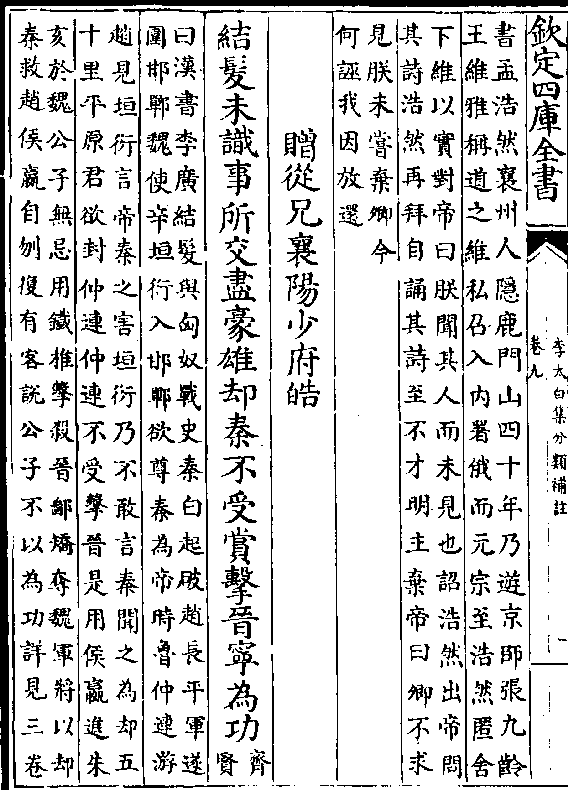 欽定四庫全書
李太白集分類補註
卷九
一
書孟浩然襄州人隱鹿門山四十年乃遊京師張九齡
王維雅稱道之維私召入内署俄而元宗至浩然匿舍
下維以實對帝曰朕聞其人而未見也詔浩然出帝問
其詩浩然再拜自誦其詩至不才明主棄帝曰卿不求
見朕未嘗棄卿今
何誣我因放還
贈從兄襄陽少府皓
結髮未識事所交盡豪雄却秦不受賞擊晉寧為功齊
賢
曰漢書李廣結髮與匈奴戰史秦白起破趙長平軍遂
圍邯鄲魏使辛垣衍入邯鄲欲尊秦為帝時魯仲連游
趙見垣衍言帝秦之害垣衍乃不敢言秦聞之為却五
十里平原君欲封仲連仲連不受擊晉是用侯嬴進朱
亥於魏公子無忌用鐵椎擊殺晉鄙矯奪魏軍將以却
秦救趙侯嬴自刎復有客説公子不以為功詳見三卷